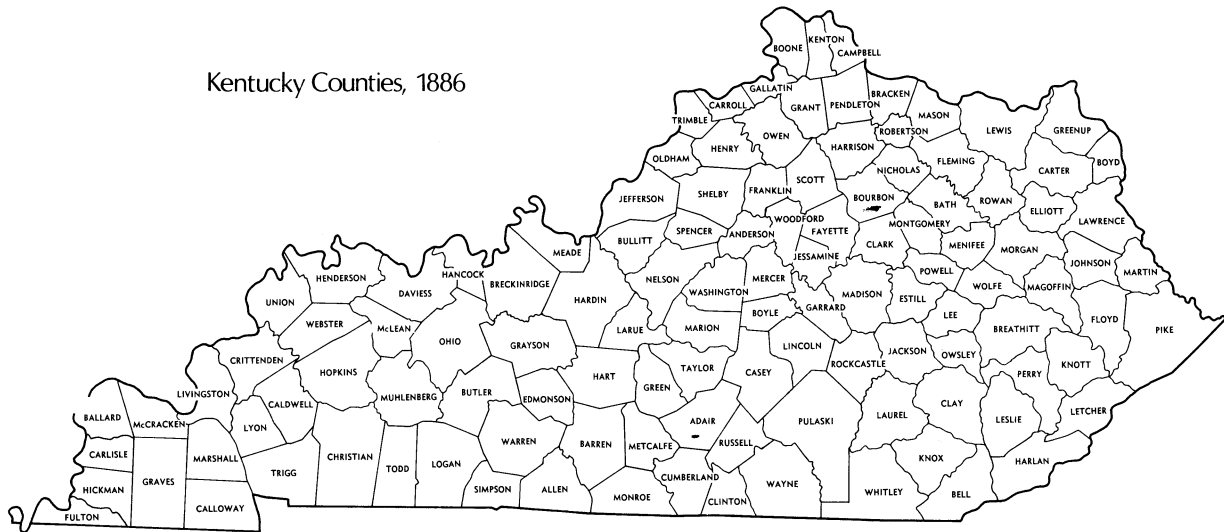 Kentucky Counties, 1886
BOONE
KENTON
CAMPBELL
GALLATIN
CARROLL
TRIMBLE
GRANT
PENDLETON
BRACKEN
MASON
ROBERTSON
LEWIS
GREENUP
OWEN
HENRY
HARRISON
OLDHAM
NICHOLAS
FLEMING
CARTER
BOYD
SCOTT
FRANKLIN
SHELBY
JEFFERSON
BOURBON
BATH
ROWAN
ELLIOTT
LAWRENCE
WOODFORD
FAYETTE
MONTGOMERY
SPENCER
ANDERSON
BULLITT
CLARK
MENIFEE
MORGAN
JESSAMINE
MEADE
JOHNSON
MARTIN
POWELL
HANCOCK
HENDERSON
BRECKINRIDGE
NELSON
MERCER
WASHINGTON
DAVIESS
MADISON
ESTILL
WOLFE
MAGOFFIN
UNION
HARDIN
GARRARD
BOYLE
LEE
FLOYD
PIKE
WEBSTER
McLEAN
OHIO
LARUE
MARION
BREATHITT
GRAYSON
LINCOLN
JACKSON
OWSLEY
CRITTENDEN
ROCKCASTLE
KNOTT
HOPKINS
HART
TAYLOR
CASEY
PERRY
GREEN
LIVINGSTON
MUHLENBERG
BUTLER
EDMONSON
CALDWELL
CLAY
LETCHER
BALLARD
McCRACKEN
LYON
ADAIR
PULASKI
LAUREL
LESLIE
WARREN
BARREN
METCALFE
RUSSELL
CARLISLE
MARSHALL
CHRISTIAN
TODD
LOGAN
KNOX
HARLAN
TRIGG
GRAVES
CUMBERLAND
WAYNE
HICKMAN
SIMPSON
ALLEN
MONROE
CLINTON
WHITLEY
BELL
CALLOWAY
FULTON